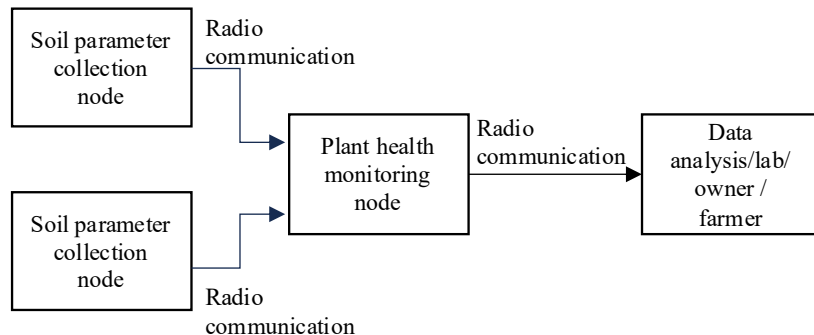 Soil parameter
collection
node
Radio
communication
Plant health
monitoring
node
Radio
communication
Data
analysis/lab/
owner /
farmer
Soil parameter
collection
node
Radio
communication